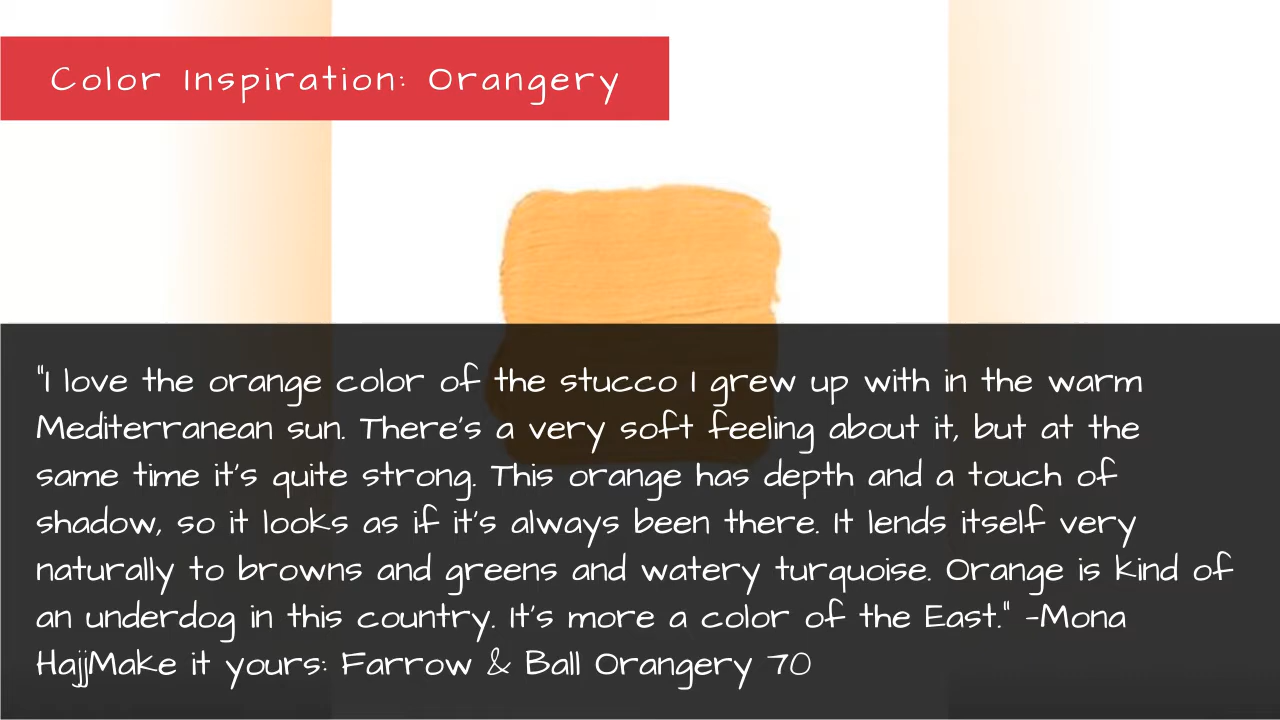 Color Inspiration: Orangery
"I love the orange color of the stucco I grew up with in the warm
Mediterranean sun. There's a very soft feeling about it, but at the
same time it's quite strong. This orange has depth and a touch of
shadow, so it looks as if it's always been there. It lends itself very
naturally to browns and greens and watery turquoise. Orange is kind of
an underdog in this country. It's more a color of the East." -Mona
HajjMake it yours: Farrow & Ball Orangery 70